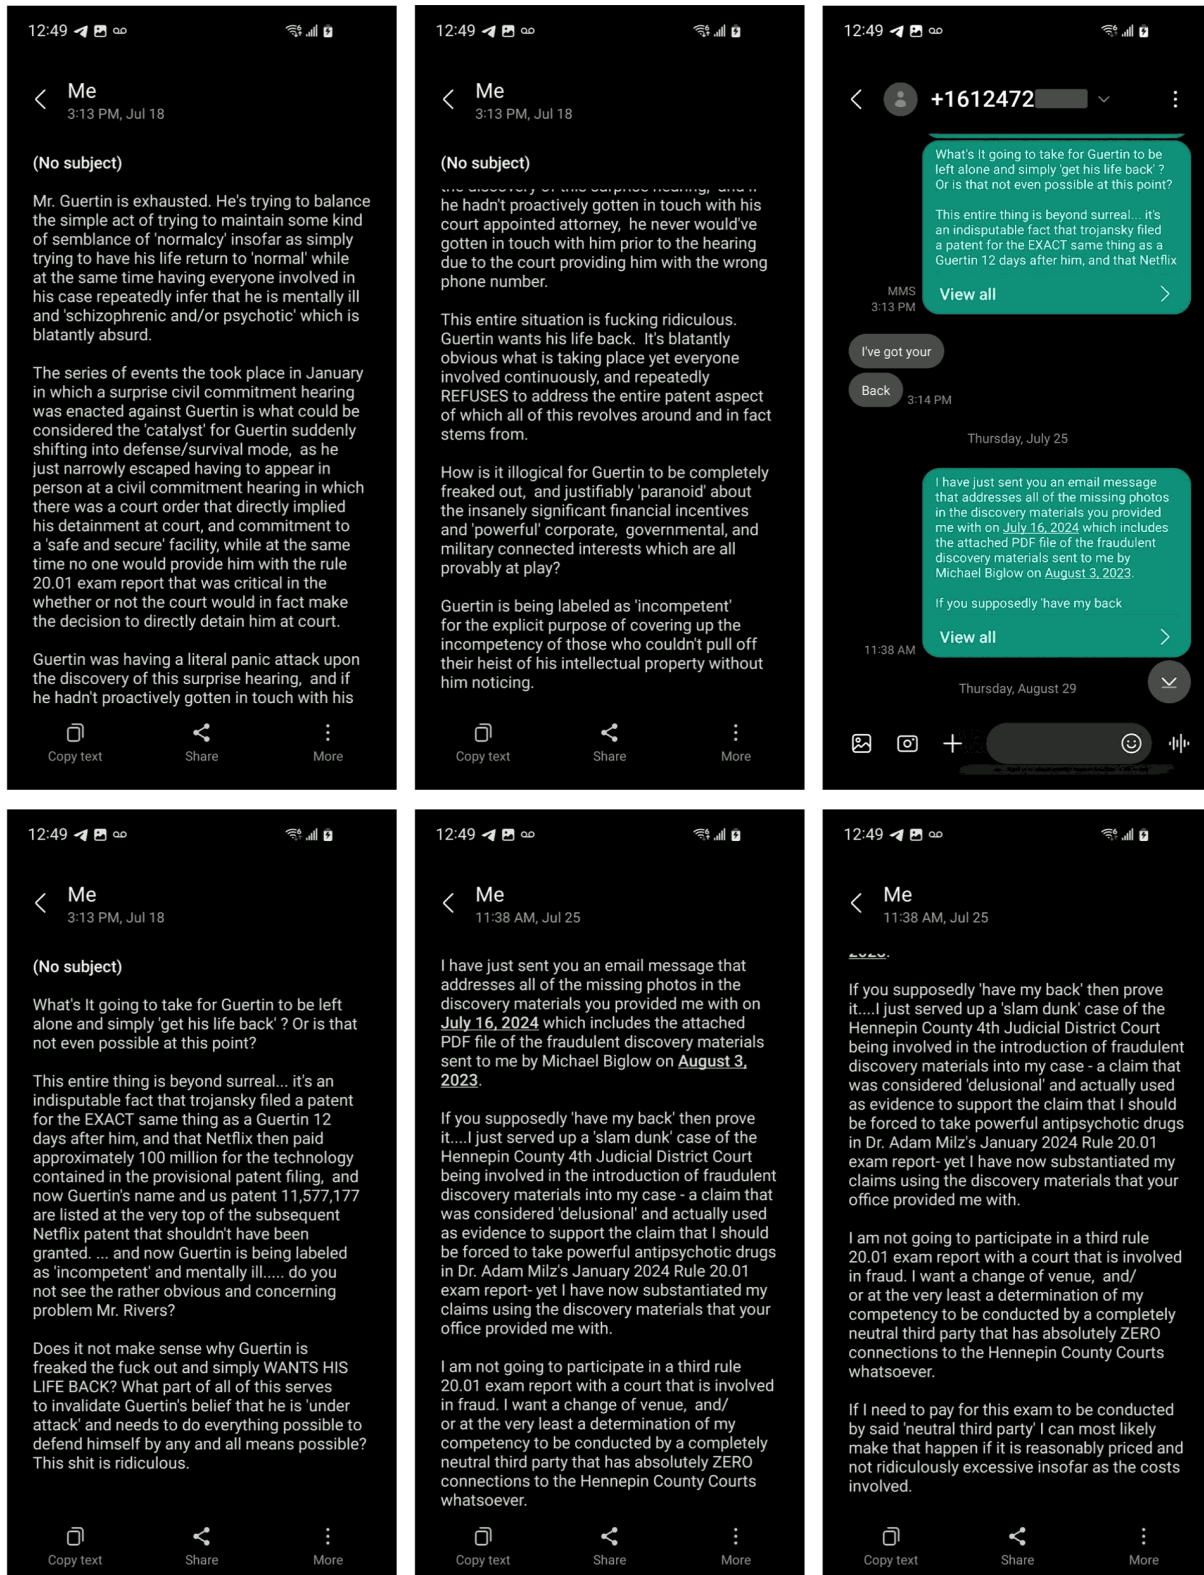 12:49
Me
3:13 PM, Jul 18
(No subject)
Mr. Guertin is exhausted. He's trying to balance
the simple act of trying to maintain some kind
of semblance of 'normalcy' insofar as simply
trying to have his life return to 'normal' while
at the same time having everyone involved in
his case repeatedly infer that he is mentally ill
and 'schizophrenic and/or psychotic' which is
blatantly absurd.
The series of events the took place in January
in which a surprise civil commitment hearing
was enacted against Guertin is what could be
considered the 'catalyst' for Guertin suddenly
shifting into defense/survival mode, as he
just narrowly escaped having to appear in
person at a civil commitment hearing in which
there was a court order that directly implied
his detainment at court, and commitment to
a 'safe and secure' facility, while at the same
time no one would provide him with the rule
20.01 exam report that was critical in the
whether or not the court would in fact make
the decision to directly detain him at court.
Guertin was having a literal panic attack upon
the discovery of this surprise hearing, and if
he hadn't proactively gotten in touch with his
Copy text
Share
More
12:49
Me
3:13 PM, Jul 18
(No subject)
the discovery of this surprise hearing, and if
he hadn't proactively gotten in touch with his
court appointed attorney, he never would've
gotten in touch with him prior to the hearing
due to the court providing him with the wrong
phone number.
This entire situation is fucking ridiculous.
Guertin wants his life back. It's blatantly
obvious what is taking place yet everyone
involved continuously, and repeatedly
REFUSES to address the entire patent aspect
of which all of this revolves around and in fact
stems from.
How is it illogical for Guertin to be completely
freaked out, and justifiably 'paranoid' about
the insanely significant financial incentives
and 'powerful' corporate, governmental, and
military connected interests which are all
provably at play?
Guertin is being labeled as 'incompetent'
for the explicit purpose of covering up the
incompetency of those who couldn't pull off
their heist of his intellectual property without
him noticing.
Copy text
Share
More
12:49
+1612472
What's It going to take for Guertin to be
left alone and simply 'get his life back' ?
Or is that not even possible at this point?
This entire thing is beyond surreal... it's
an indisputable fact that trojansky filed
a patent for the EXACT same thing as a
Guertin 12 days after him, and that Netflix
View all
MMS
3:13 PM
I've got your
Back
3:14 PM
Thursday, July 25
I have just sent you an email message
that addresses all of the missing photos
in the discovery materials you provided
me with on July 16, 2024 which includes
the attached PDF file of the fraudulent
discovery materials sent to me by
Michael Biglow on August 3, 2023.
If you supposedly 'have my back
View all
11:38 AM
Thursday, August 29
12:49
Me
3:13 PM, Jul 18
(No subject)
What's It going to take for Guertin to be left
alone and simply 'get his life back' ? Or is that
not even possible at this point?
This entire thing is beyond surreal... it's an
indisputable fact that trojansky filed a patent
for the EXACT same thing as a Guertin 12
days after him, and that Netflix then paid
approximately 100 million for the technology
contained in the provisional patent filing, and
now Guertin's name and us patent 11,577,177
are listed at the very top of the subsequent
Netflix patent that shouldn't have been
granted. ... and now Guertin is being labeled
as 'incompetent' and mentally ill..... do you
not see the rather obvious and concerning
problem Mr. Rivers?
Does it not make sense why Guertin is
freaked the fuck out and simply WANTS HIS
LIFE BACK? What part of all of this serves
to invalidate Guertin's belief that he is 'under
attack' and needs to do everything possible to
defend himself by any and all means possible?
This shit is ridiculous.
Copy text
Share
More
12:49
Me
11:38 AM, Jul 25
I have just sent you an email message that
addresses all of the missing photos in the
discovery materials you provided me with on
July 16, 2024 which includes the attached
PDF file of the fraudulent discovery materials
sent to me by Michael Biglow on August 3,
2023.
If you supposedly 'have my back' then prove
it....I just served up a 'slam dunk' case of the
Hennepin County 4th Judicial District Court
being involved in the introduction of fraudulent
discovery materials into my case - a claim that
was considered 'delusional' and actually used
as evidence to support the claim that I should
be forced to take powerful antipsychotic drugs
in Dr. Adam Milz's January 2024 Rule 20.01
exam report- yet I have now substantiated my
claims using the discovery materials that your
office provided me with.
I am not going to participate in a third rule
20.01 exam report with a court that is involved
in fraud. I want a change of venue, and/
or at the very least a determination of my
competency to be conducted by a completely
neutral third party that has absolutely ZERO
connections to the Hennepin County Courts
whatsoever.
Copy text
Share
More
12:49
Me
11:38 AM, Jul 25
2023.
If you supposedly 'have my back' then prove
it....I just served up a 'slam dunk' case of the
Hennepin County 4th Judicial District Court
being involved in the introduction of fraudulent
discovery materials into my case - a claim that
was considered 'delusional' and actually used
as evidence to support the claim that I should
be forced to take powerful antipsychotic drugs
in Dr. Adam Milz's January 2024 Rule 20.01
exam report- yet I have now substantiated my
claims using the discovery materials that your
office provided me with.
I am not going to participate in a third rule
20.01 exam report with a court that is involved
in fraud. I want a change of venue, and/
or at the very least a determination of my
competency to be conducted by a completely
neutral third party that has absolutely ZERO
connections to the Hennepin County Courts
whatsoever.
If I need to pay for this exam to be conducted
by said 'neutral third party' I can most likely
make that happen if it is reasonably priced and
not ridiculously excessive insofar as the costs
involved.
Copy text
Share
More